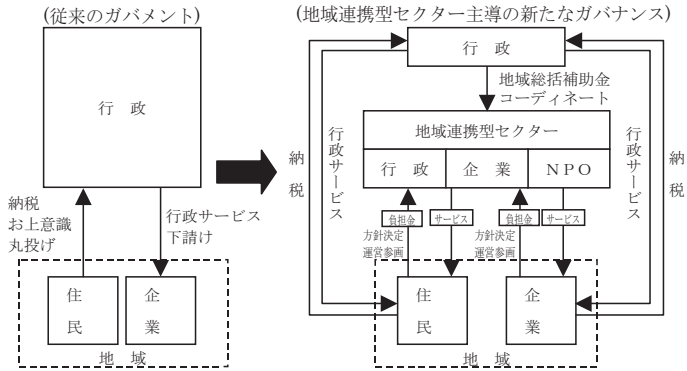 (従来のガバメント)
行 政
納税
お上意識
丸投げ
行政サービス
下請け
住民
企業
地 域
(地域連携型セクター主導の新たなガバナンス)
行 政
地域総括補助金
コーディネート
地域連携型セクター
行 政
企 業
NPO
納税
行政サービス
行政サービス
納税
負担金
サービス
負担金
サービス
方針決定
運営参画
方針決定
運営参画
住民
企業
地 域